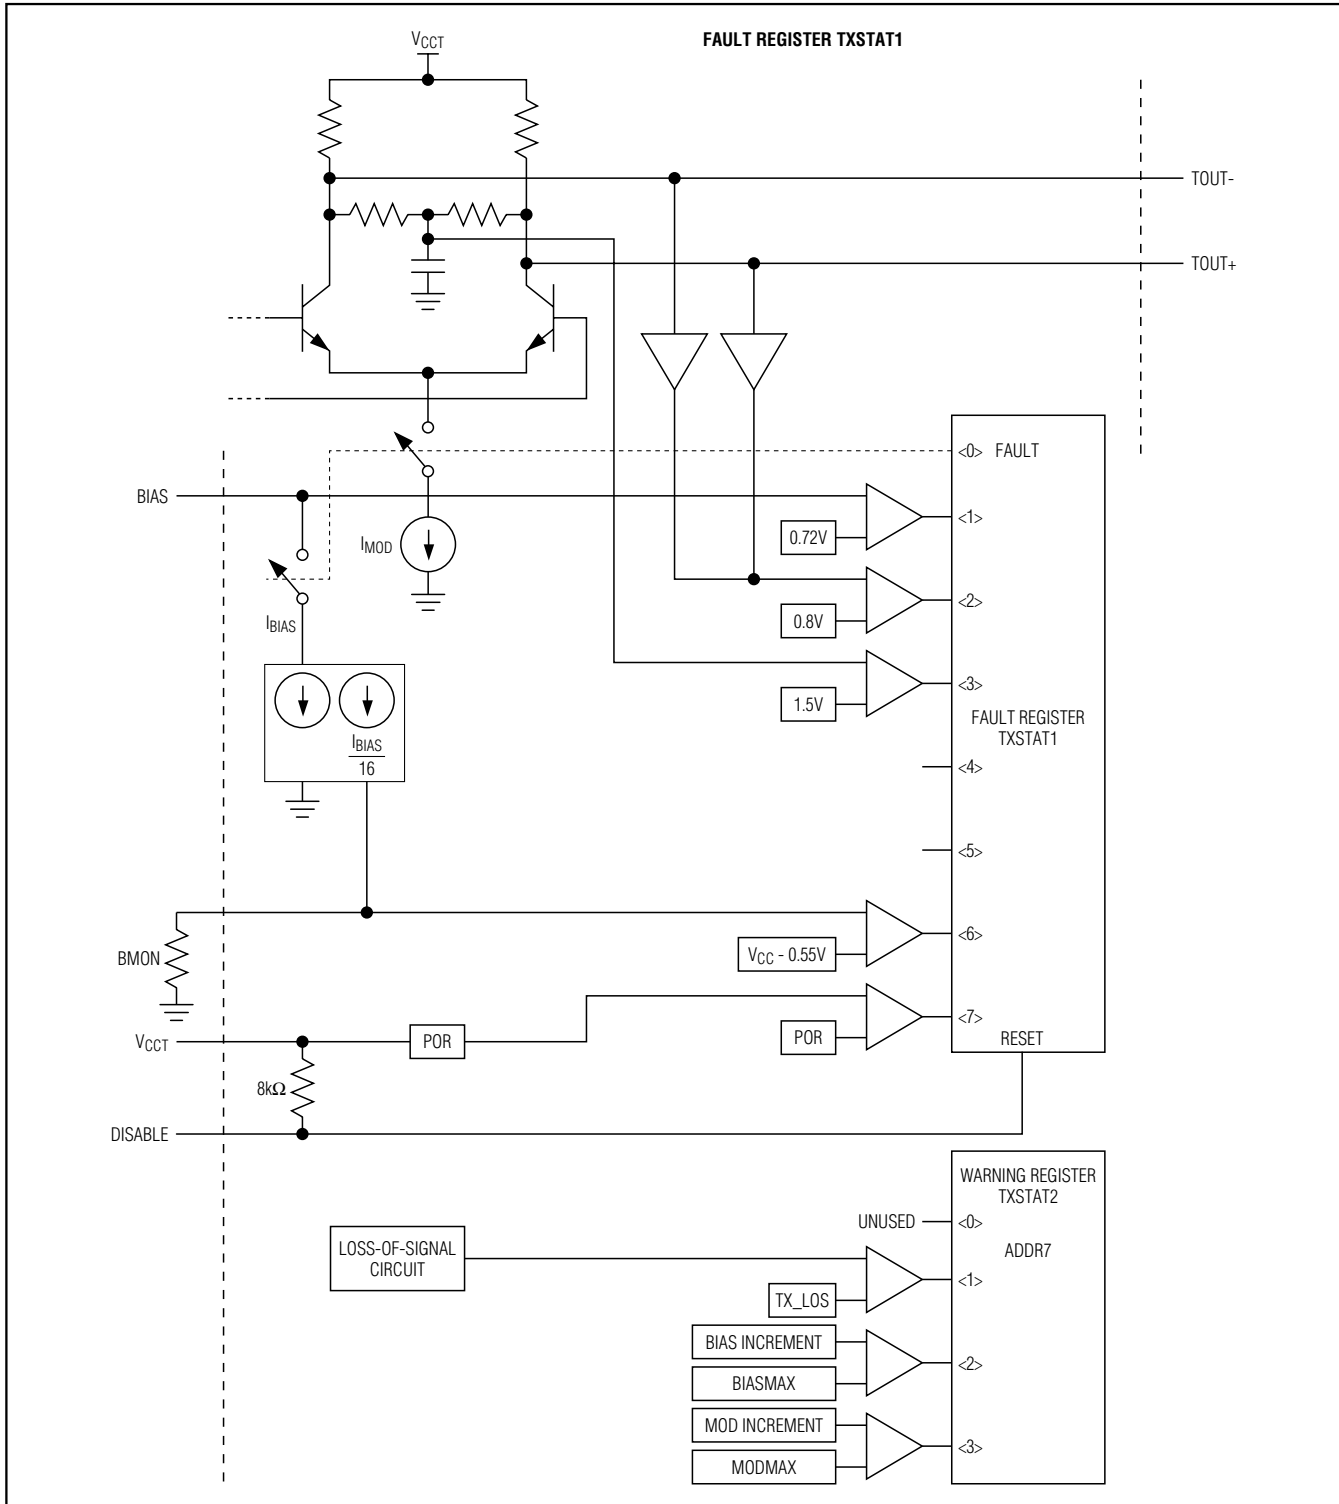 FAULT REGISTER TXSTAT1
VCCT
TOUT-
TOUT+
<0> FAULT
BIAS
<1>
0.72V
IMOD
<2>
0.8V
IBIAS
<3>
1.5V
FAULT REGISTER
TXSTAT1
IBIAS
16
<4>
<5>
<6>
VCC - 0.55V
BMON
<7>
VCCT
POR
POR
RESET
8kΩ
DISABLE
WARNING REGISTER
TXSTAT2
UNUSED
<0>
ADDR7
LOSS-OF-SIGNAL
CIRCUIT
<1>
TX_LOS
BIAS INCREMENT
<2>
BIASMAX
MOD INCREMENT
<3>
MODMAX